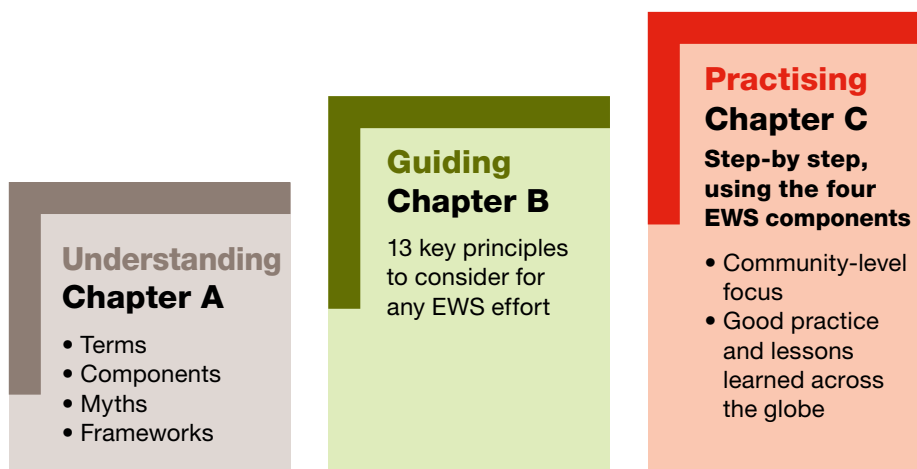 Understanding
Chapter A
• Terms
• Components
• Myths
• Frameworks
Guiding
Chapter B
13 key principles
to consider for
any EWS effort
Practising
Chapter C
Step-by step,
using the four
EWS components
• Community-level
focus
• Good practice
and lessons
learned across
the globe